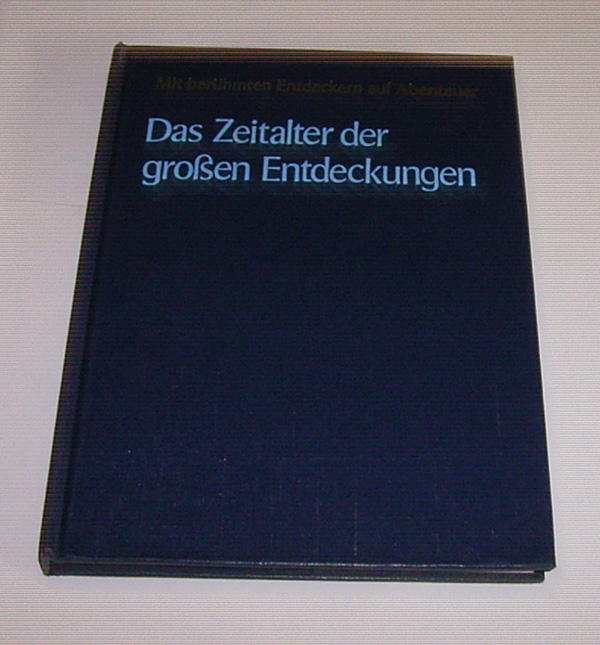 Mit berühmten Entdeckern auf Abenteuer
Das Zeitalter der
großen Entdeckungen